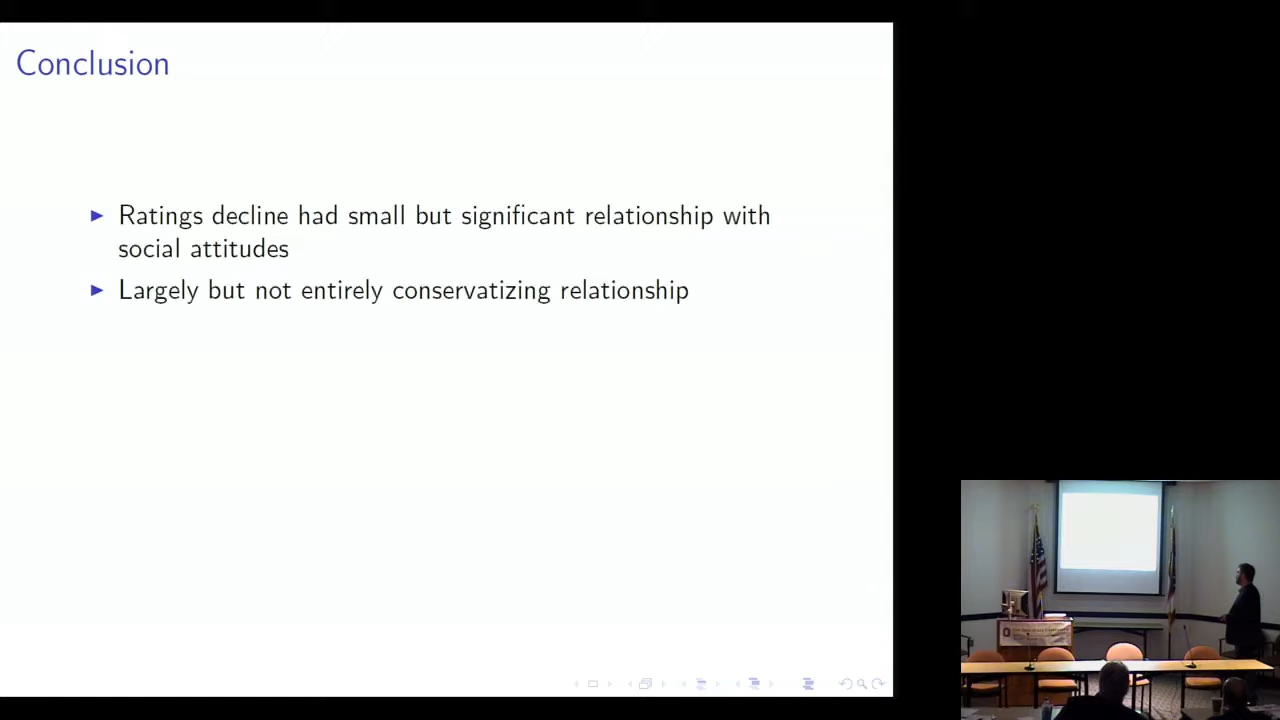 Conclusion
Ratings decline had small but significant relationship with
social attitudes
Largely but not entirely conservatizing relationship